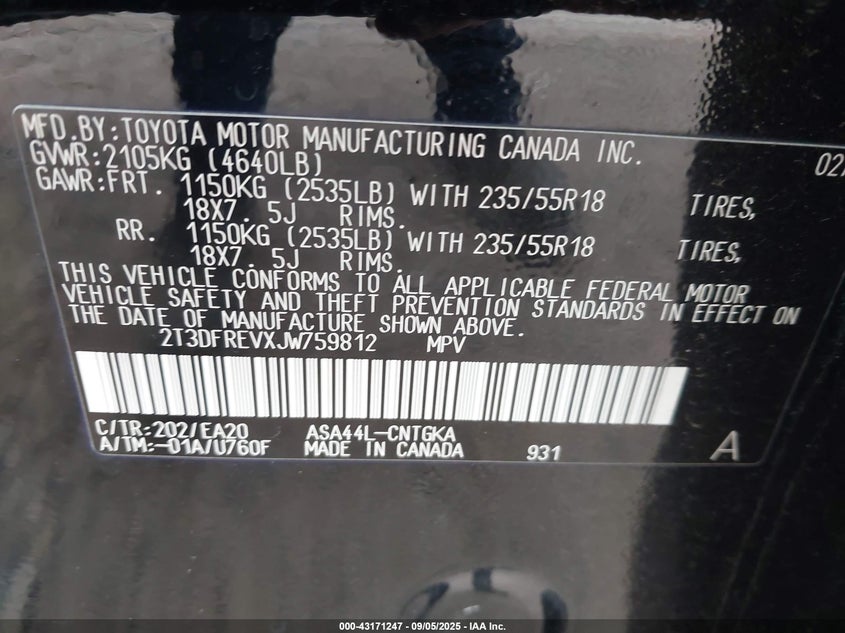 MFD.BY:TOYOTA MOTOR MANUFACTURING CANADA INC. 02/
GVWR:2105KG (4640LB)
GAWR:FRT. 1150KG (2535LB) WITH 235/55R18 TIRES,
18X7. 5J RIMS.
RR. 1150KG (2535LB) WITH 235/55R18 TIRES,
18X7. 5J RIMS.
THIS VEHICLE CONFORMS TO ALL APPLICABLE FEDERAL MOTOR
VEHICLE SAFETY AND THEFT PREVENTION STANDARDS IN EFFECT ON
THE DATE OF MANUFACTURE SHOWN ABOVE.
2T3DFREVXJW759812 MPV
C/TR:202/EA20 ASA44L-CNTGKA
A/TM:-01A/U760F MADE IN CANADA 931 A
000-43171247 - 09/05/2025 - IAA Inc.